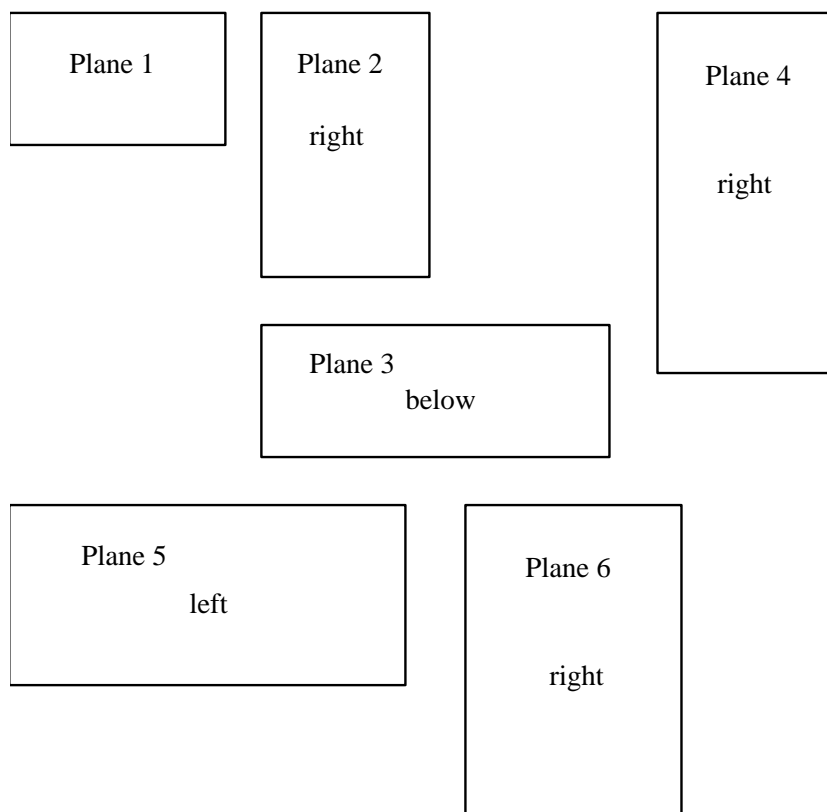 Plane 1
Plane 2
right
Plane 4
right
Plane 3
below
Plane 5
left
Plane 6
right